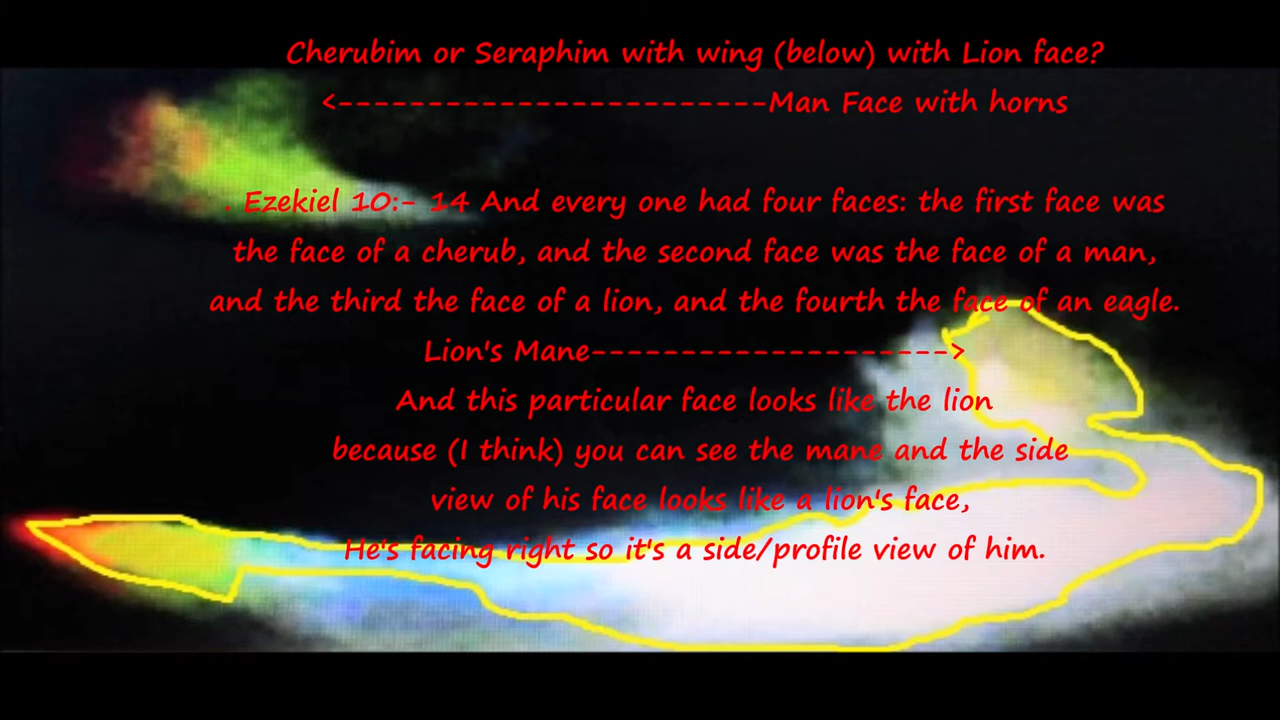 Cherubim or Seraphim with wing (below) with Lion face?
<------------------------Man Face with horns
. Ezekiel 10:- 14 And every one had four faces: the first face was
the face of a cherub, and the second face was the face of a man,
and the third the face of a lion, and the fourth the face of an eagle.
Lion's Mane-------------------->
And this particular face looks like the lion
because (I think) you can see the mane and the side
view of his face looks like a lion's face,
He's facing right so it's a side/profile view of him.